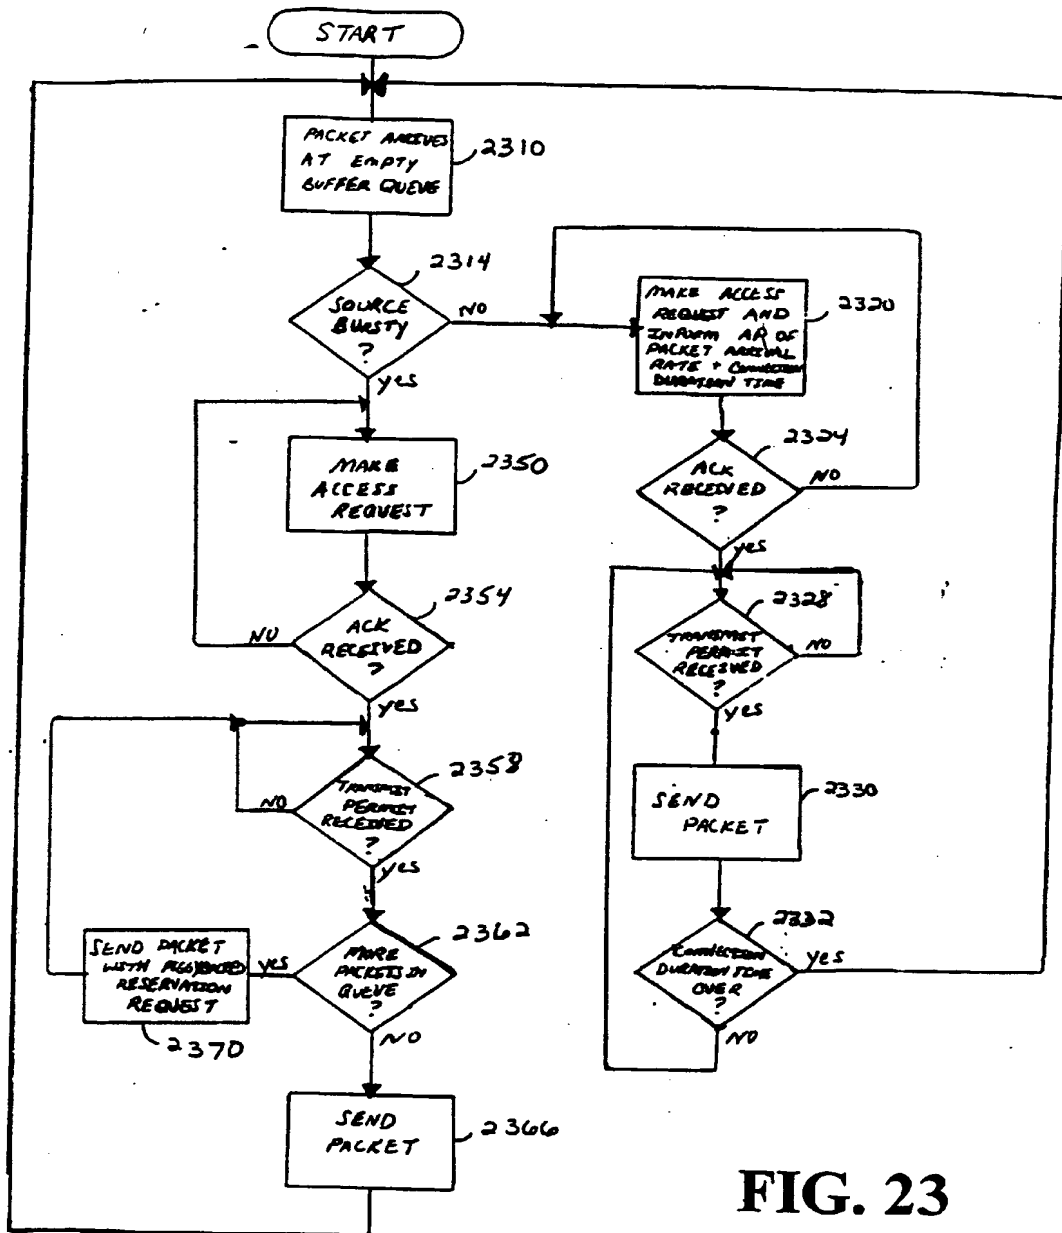 START
PACKET ARRIVES
AT EMPTY
BUFFER QUEUE
2310
2314
SOURCE
BURSTY
?
NO
yes
MAKE ACCESS
REQUEST AND
INFORM AP OF
PACKET ARRIVAL
RATE + CONNECTION
DURATION TIME
2320
2324
ACK
RECEIVED
?
NO
yes
MAKE
ACCESS
REQUEST
2350
2354
ACK
RECEIVED
?
NO
yes
2328
TRANSMIT
PERMIT
RECEIVED
?
NO
yes
2358
TRANSMIT
PERMIT
RECEIVED
?
NO
yes
SEND
PACKET
2330
2332
CONNECTION
DURATION TIME
OVER
?
yes
NO
2362
MORE
PACKETS IN
QUEUE
?
yes
NO
SEND PACKET
WITH PIGGYBACKED
RESERVATION
REQUEST
2370
SEND
PACKET
2366
FIG. 23